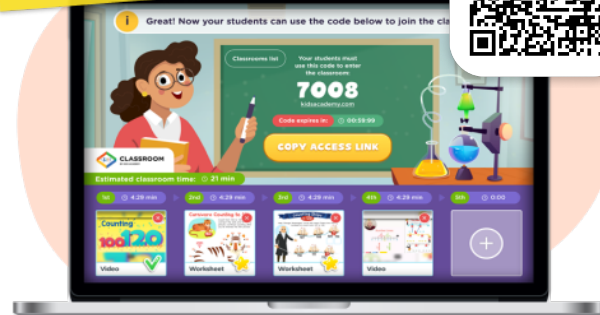 Great! Now your students can use the code below to join the cla
Classrooms list
Your students must
use this code to enter
the classroom:
7008
kidsacademy.com
Code expires in: 00:59:99
COPY ACCESS LINK
CLASSROOM
Estimated classroom time: 21 min
1st 4:29 min
2nd 4:29 min
3rd 4:29 min
4th 4:29 min
5th 0:00
Counting
100 120
Video
Worksheet
Worksheet
Video